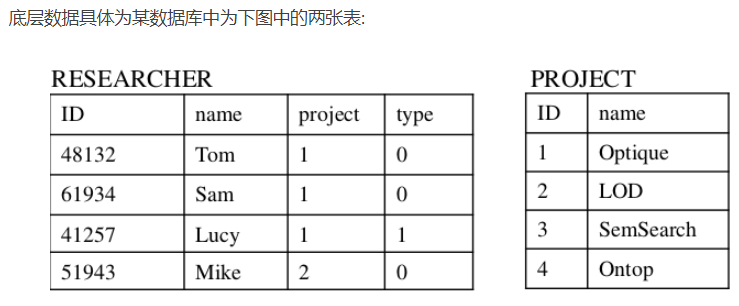 底层数据具体为某数据库中为下图中的两张表:
RESEARCHER
ID name project type
48132 Tom 1 0
61934 Sam 1 0
41257 Lucy 1 1
51943 Mike 2 0
PROJECT
ID name
1 Optique
2 LOD
3 SemSearch
4 Ontop